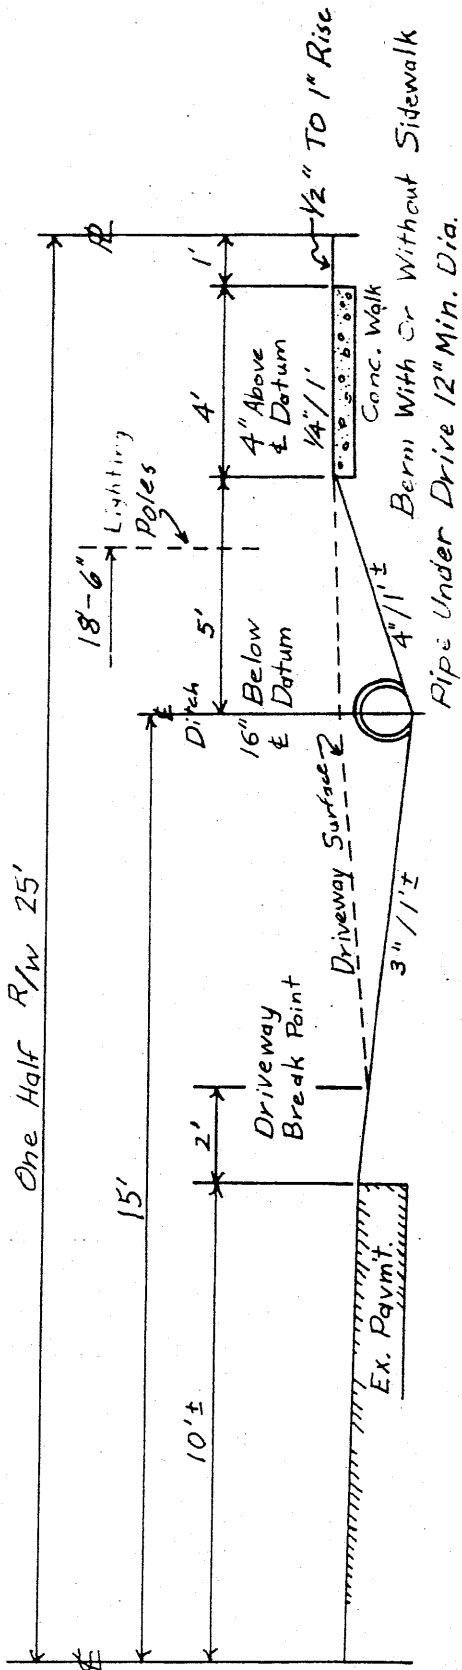 One Half R/W 25'
℄
15'
10'±
2'
5'
4'
1'
℄
Ditch
18'-6"
Lighting
Poles
℄
16" Below
℄ Datum
4" Above
℄ Datum
1/4"/1'
Driveway
Break Point
Driveway Surface
Ex. Pavm't.
3"/1'±
4"/1'±
Conc. Walk
1/2" TO 1" Rise
Berm With Or Without Sidewalk
Pipe Under Drive 12" Min. Dia.